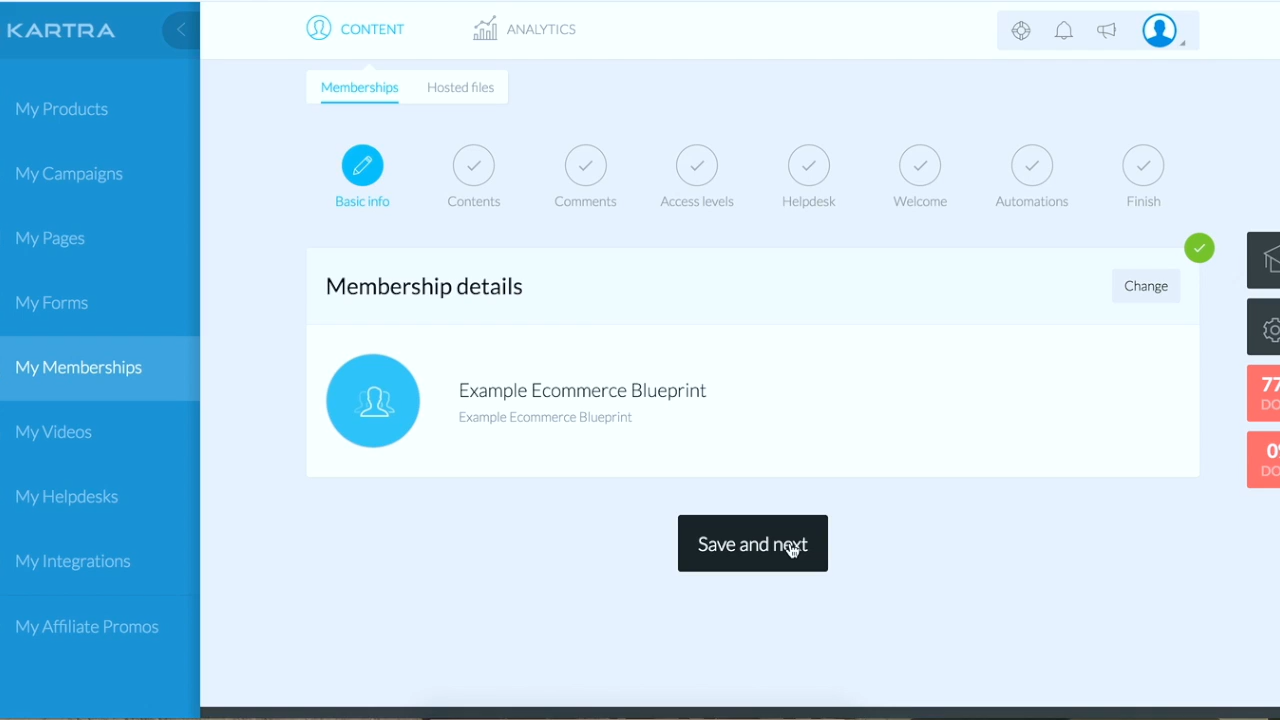 KARTRA
CONTENT
ANALYTICS
Memberships
Hosted files
Basic info
Contents
Comments
Access levels
Helpdesk
Welcome
Automations
Finish
My Products
My Campaigns
My Pages
My Forms
My Memberships
My Videos
My Helpdesks
My Integrations
My Affiliate Promos
Membership details
Change
Example Ecommerce Blueprint
Example Ecommerce Blueprint
Save and next